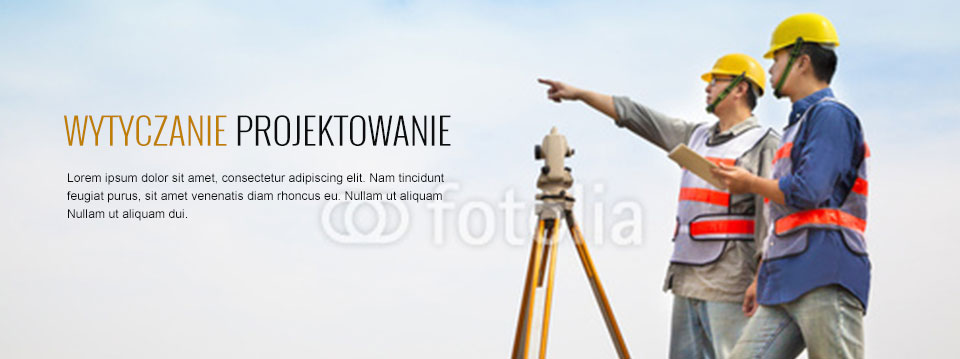 WYTYCZANIE PROJEKTOWANIE
Lorem ipsum dolor sit amet, consectetur adipiscing elit. Nam tincidunt
feugiat purus, sit amet venenatis diam rhoncus eu. Nullam ut aliquam
Nullam ut aliquam dui.
fotolia